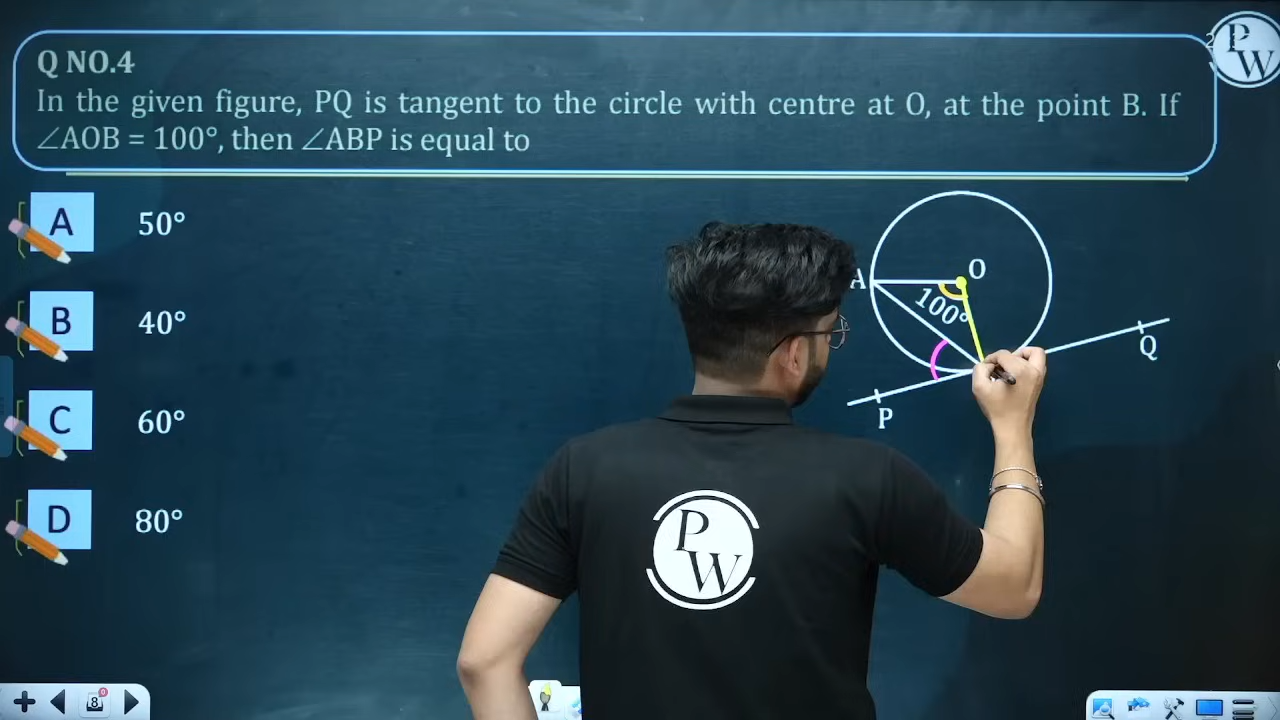 Q NO.4
In the given figure, PQ is tangent to the circle with centre at O, at the point B. If
∠AOB = 100°, then ∠ABP is equal to
A 50°
B 40°
C 60°
D 80°
A
O
100°
Q
P
P
W
P
W
8
0